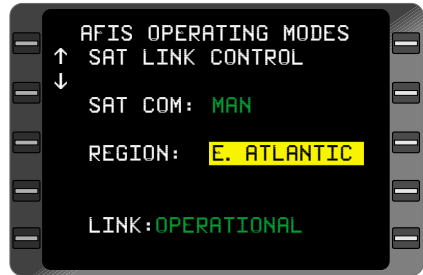 AFIS OPERATING MODES
↑ SAT LINK CONTROL
↓
SAT COM: MAN
REGION: E. ATLANTIC
LINK:OPERATIONAL